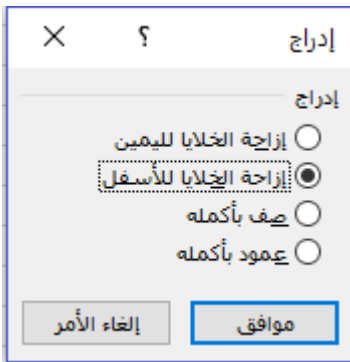 إدراج ؟
إدراج
إزاحة الخلايا لليمين
إزاحة الخلايا للأسفل
صف بأكمله
عمود بأكمله
موافق إلغاء الأمر